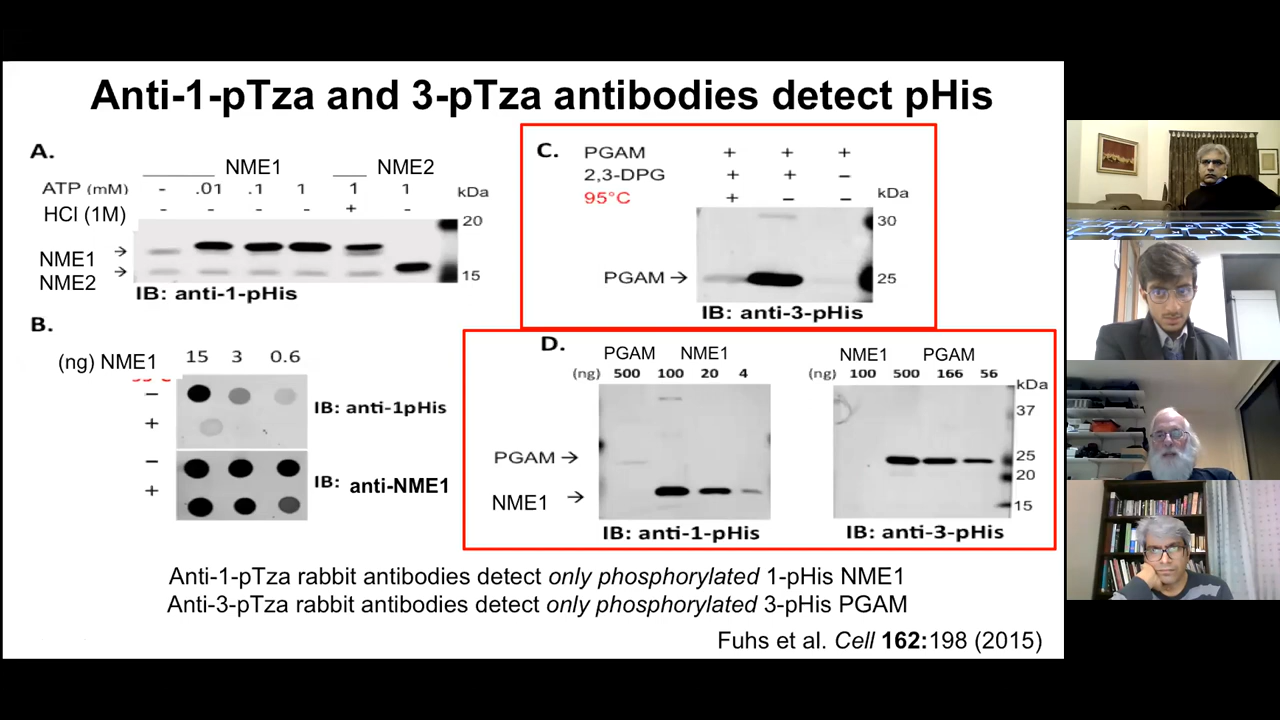 Anti-1-pTza and 3-pTza antibodies detect pHis
A.
NME1 NME2
ATP (mM) - .01 .1 1 1 1 kDa
HCl (1M) - - - - + - 20
NME1 →
NME2 → 15
IB: anti-1-pHis
B.
(ng) NME1 15 3 0.6
−
+
IB: anti-1pHis
−
+
IB: anti-NME1
C.
PGAM + + +
2,3-DPG + + −
95°C + − − kDa
30
PGAM → 25
IB: anti-3-pHis
D.
PGAM NME1
(ng) 500 100 20 4
PGAM →
NME1 →
IB: anti-1-pHis
NME1 PGAM
(ng) 100 500 166 56
kDa
37
25
20
15
IB: anti-3-pHis
Anti-1-pTza rabbit antibodies detect only phosphorylated 1-pHis NME1
Anti-3-pTza rabbit antibodies detect only phosphorylated 3-pHis PGAM
Fuhs et al. Cell 162:198 (2015)